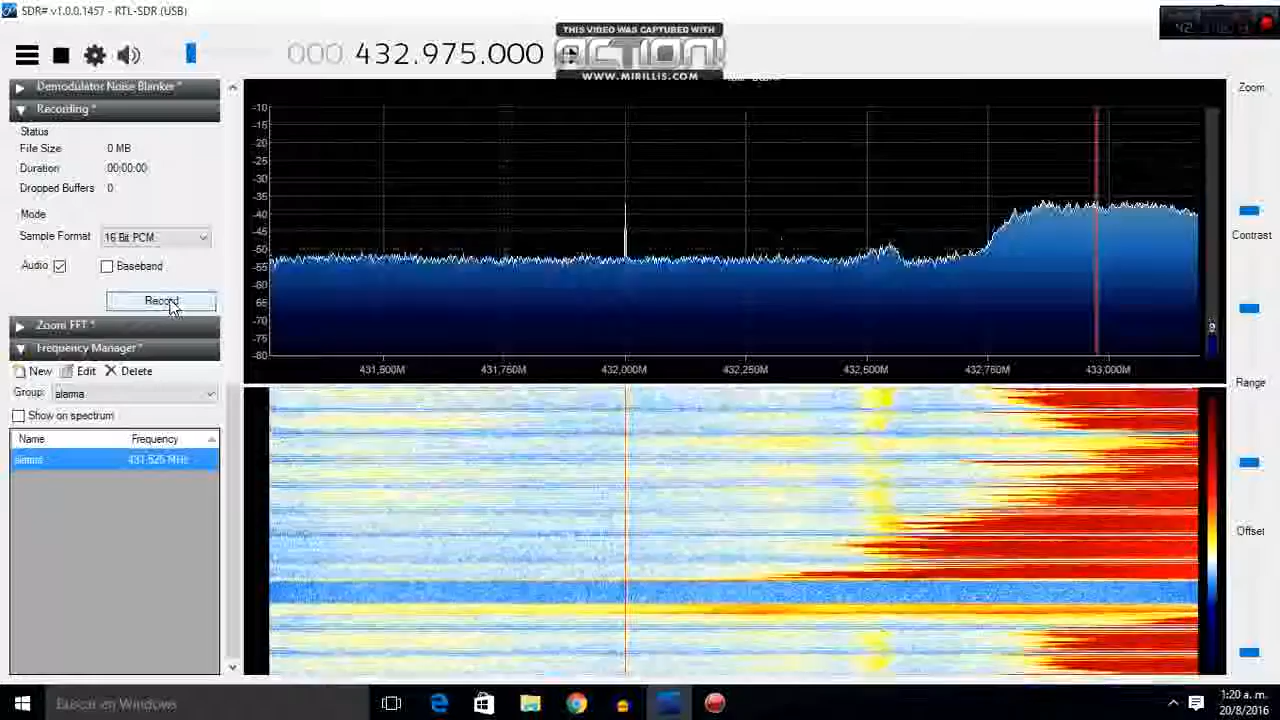 SDR# v1.0.0.1457 - RTL-SDR (USB)
THIS VIDEO WAS CAPTURED WITH
ACTION!
WWW.MIRILLIS.COM
000 432.975.000
Demodulator Noise Blanker *
Recording *
Status
File Size 0 MB
Duration 00:00:00
Dropped Buffers 0
Mode
Sample Format 16 Bit PCM
Audio Baseband
Record
Zoom FFT *
Frequency Manager *
New Edit Delete
Group: alama
Show on spectrum
Name Frequency
alama 431,525 MHz
-10
-15
-20
-25
-30
-35
-40
-45
-50
-55
-60
-65
-70
-75
-80
431,500M 431,750M 432,000M 432,250M 432,500M 432,750M 433,000M
Zoom
Contrast
Range
Offset
Buscar en Windows
1:20 a. m.
20/8/2016